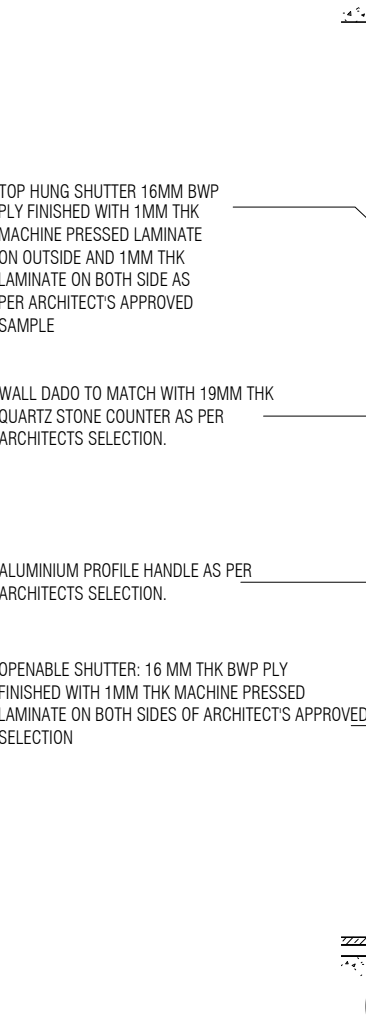 TOP HUNG SHUTTER 16MM BWP
PLY FINISHED WITH 1MM THK
MACHINE PRESSED LAMINATE
ON OUTSIDE AND 1MM THK
LAMINATE ON BOTH SIDE AS
PER ARCHITECT'S APPROVED
SAMPLE
WALL DADO TO MATCH WITH 19MM THK
QUARTZ STONE COUNTER AS PER
ARCHITECTS SELECTION.
ALUMINIUM PROFILE HANDLE AS PER
ARCHITECTS SELECTION.
OPENABLE SHUTTER: 16 MM THK BWP PLY
FINISHED WITH 1MM THK MACHINE PRESSED
LAMINATE ON BOTH SIDES OF ARCHITECT'S APPROVED
SELECTION